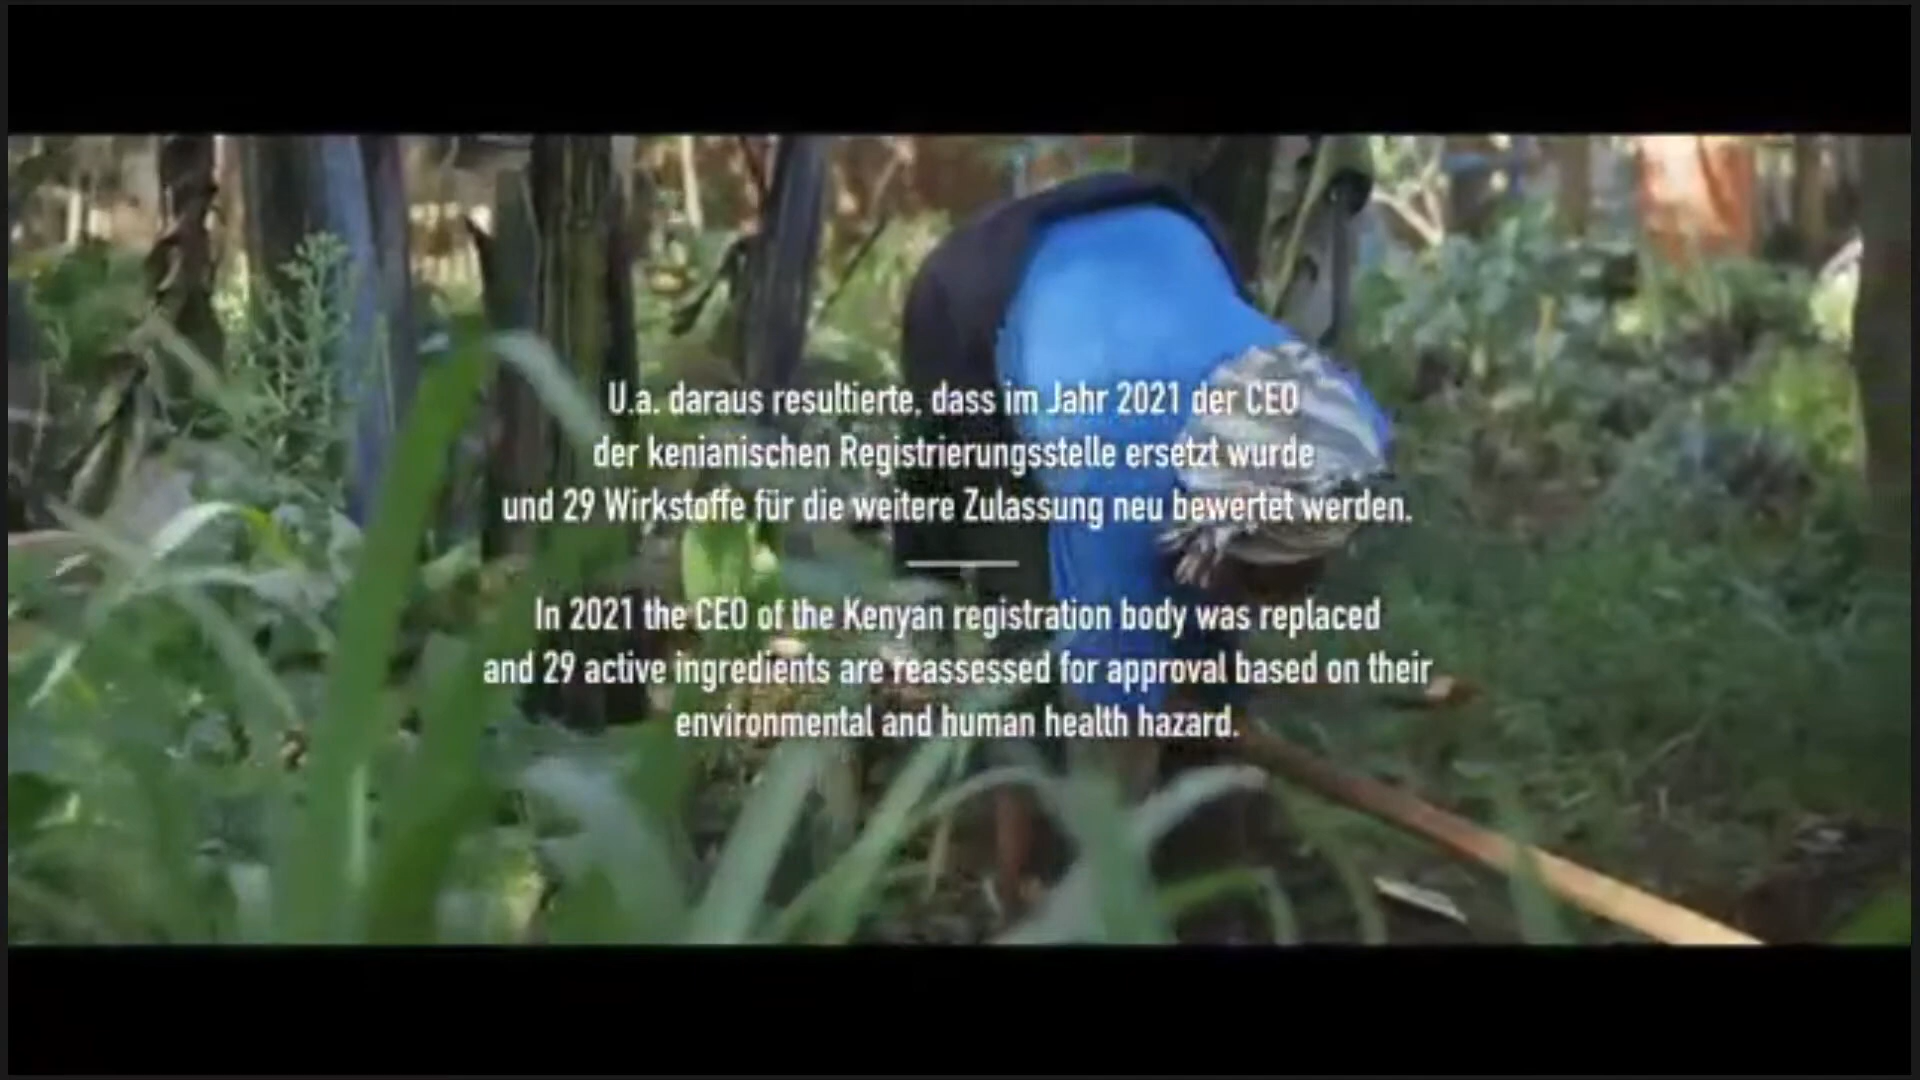 U.a. daraus resultierte, dass im Jahr 2021 der CEO
der kenianischen Registrierungsstelle ersetzt wurde
und 29 Wirkstoffe für die weitere Zulassung neu bewertet werden.
In 2021 the CEO of the Kenyan registration body was replaced
and 29 active ingredients are reassessed for approval based on their
environmental and human health hazard.